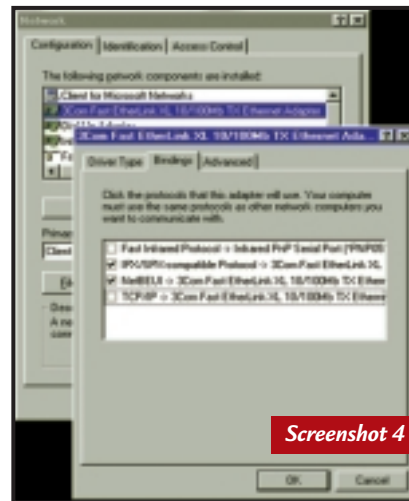 Network
Configuration Identification Access Control
The following network components are installed:
Client for Microsoft Networks
3Com Fast EtherLink XL 10/100Mb TX Ethernet Adapter
3Com Fast EtherLink XL 10/100Mb TX Ethernet Ada...
Driver Type Bindings Advanced
Click the protocols that this adapter will use. Your computer
must use the same protocols as other network computers you
want to communicate with.
Primar
Client
Fast Infrared Protocol -> Infrared PnP Serial Port
IPX/SPX-compatible Protocol -> 3Com Fast EtherLink XL
NetBEUI -> 3Com Fast EtherLink XL 10/100Mb TX Ether
TCP/IP -> 3Com Fast EtherLink XL 10/100Mb TX Ethern
A ne
Screenshot 4
OK Cancel